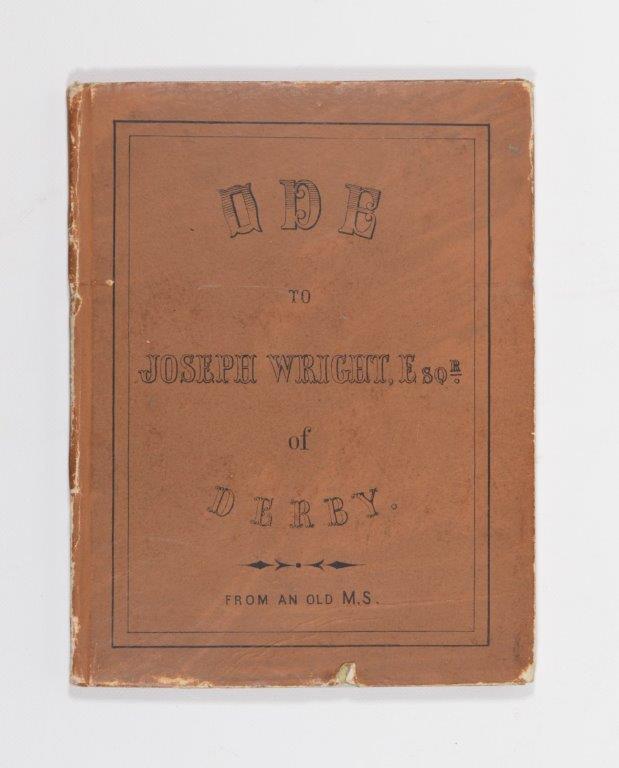 ODE
TO
JOSEPH WRIGHT, ESQR.
of
DERBY.
FROM AN OLD M.S.